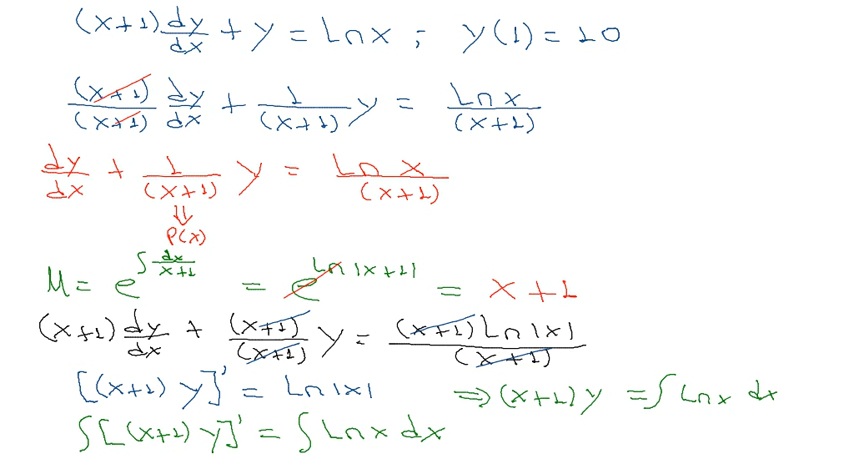 (x+1) dy/dx + y = Ln x ; y(1) = 10
(x+1)/(x+1) dy/dx + 1/(x+1) y = Ln x/(x+1)
dy/dx + 1/(x+1) y = Ln x/(x+1)
⇓
P(x)
M = e^∫dx/(x+1) = e^Ln|x+1| = x+1
(x+1) dy/dx + (x+1)/(x+1) y = (x+1) Ln|x|/(x+1)
[(x+1) y]' = Ln|x| ⇒ (x+1) y = ∫ Ln x dx
∫[(x+1) y]' = ∫ Ln x dx